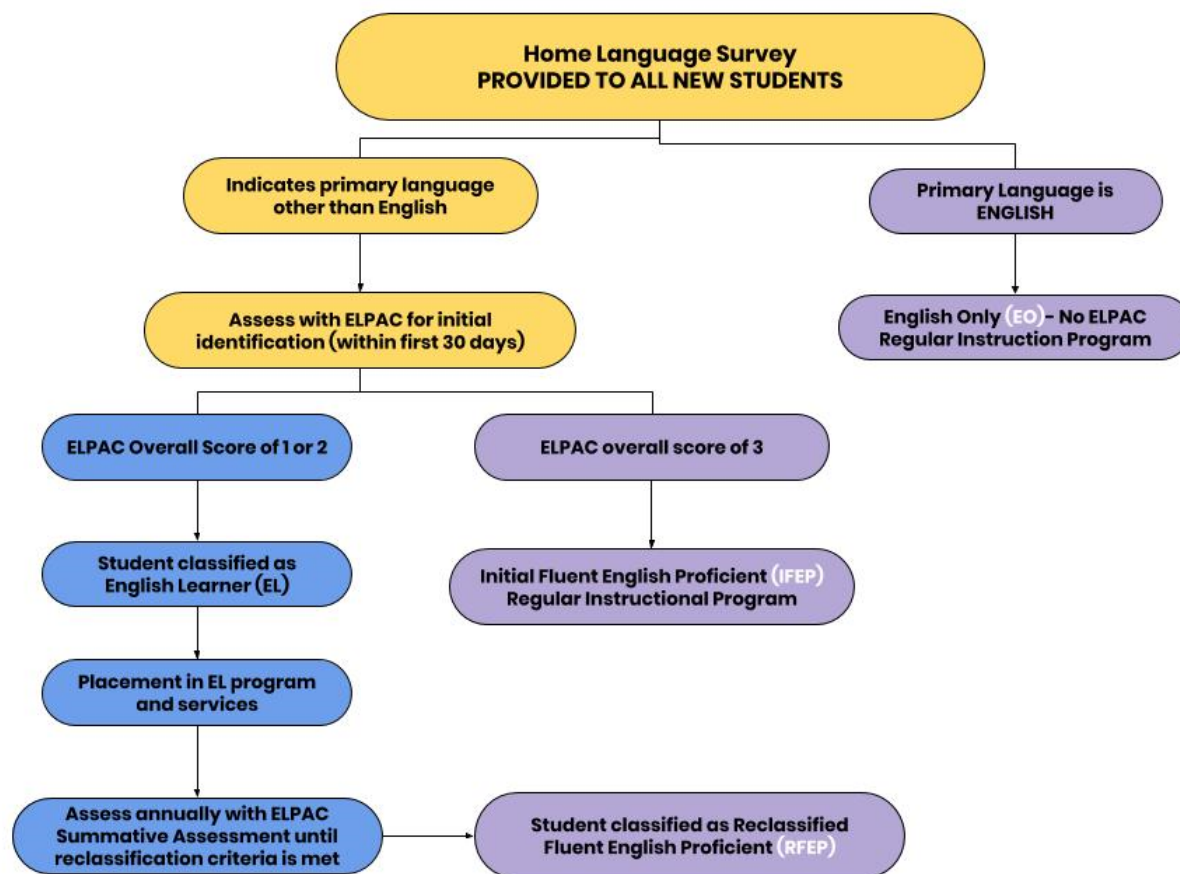 Home Language Survey
PROVIDED TO ALL NEW STUDENTS
Indicates primary language
other than English
Primary Language is
ENGLISH
Assess with ELPAC for initial
identification (within first 30 days)
English Only (EO)- No ELPAC
Regular Instruction Program
ELPAC Overall Score of 1 or 2
ELPAC overall score of 3
Student classified as
English Learner (EL)
Initial Fluent English Proficient (IFEP)
Regular Instructional Program
Placement in EL program
and services
Assess annually with ELPAC
Summative Assessment until
reclassification criteria is met
Student classified as Reclassified
Fluent English Proficient (RFEP)